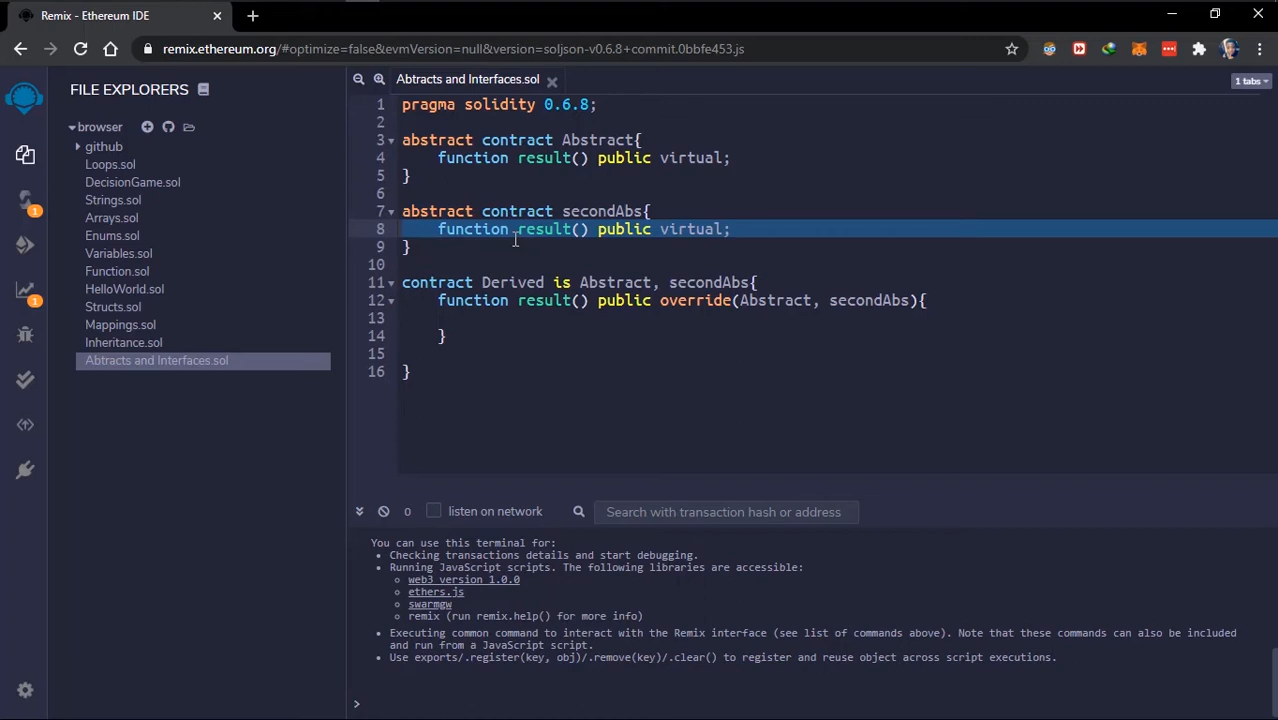 Remix - Ethereum IDE
remix.ethereum.org/#optimize=false&evmVersion=null&version=soljson-v0.6.8+commit.0bbfe453.js
FILE EXPLORERS
browser
github
Loops.sol
DecisionGame.sol
Strings.sol
Arrays.sol
Enums.sol
Variables.sol
Function.sol
HelloWorld.sol
Structs.sol
Mappings.sol
Inheritance.sol
Abtracts and Interfaces.sol
1
1
Abtracts and Interfaces.sol
1 tabs
1 pragma solidity 0.6.8;
2
3 abstract contract Abstract{
4 function result() public virtual;
5 }
6
7 abstract contract secondAbs{
8 function result() public virtual;
9 }
10
11 contract Derived is Abstract, secondAbs{
12 function result() public override(Abstract, secondAbs){
13
14 }
15
16 }
0 listen on network Search with transaction hash or address
You can use this terminal for:
• Checking transactions details and start debugging.
• Running JavaScript scripts. The following libraries are accessible:
◦ web3 version 1.0.0
◦ ethers.js
◦ swarmgw
◦ remix (run remix.help() for more info)
• Executing common command to interact with the Remix interface (see list of commands above). Note that these commands can also be included
and run from a JavaScript script.
• Use exports/.register(key, obj)/.remove(key)/.clear() to register and reuse object across script executions.
>